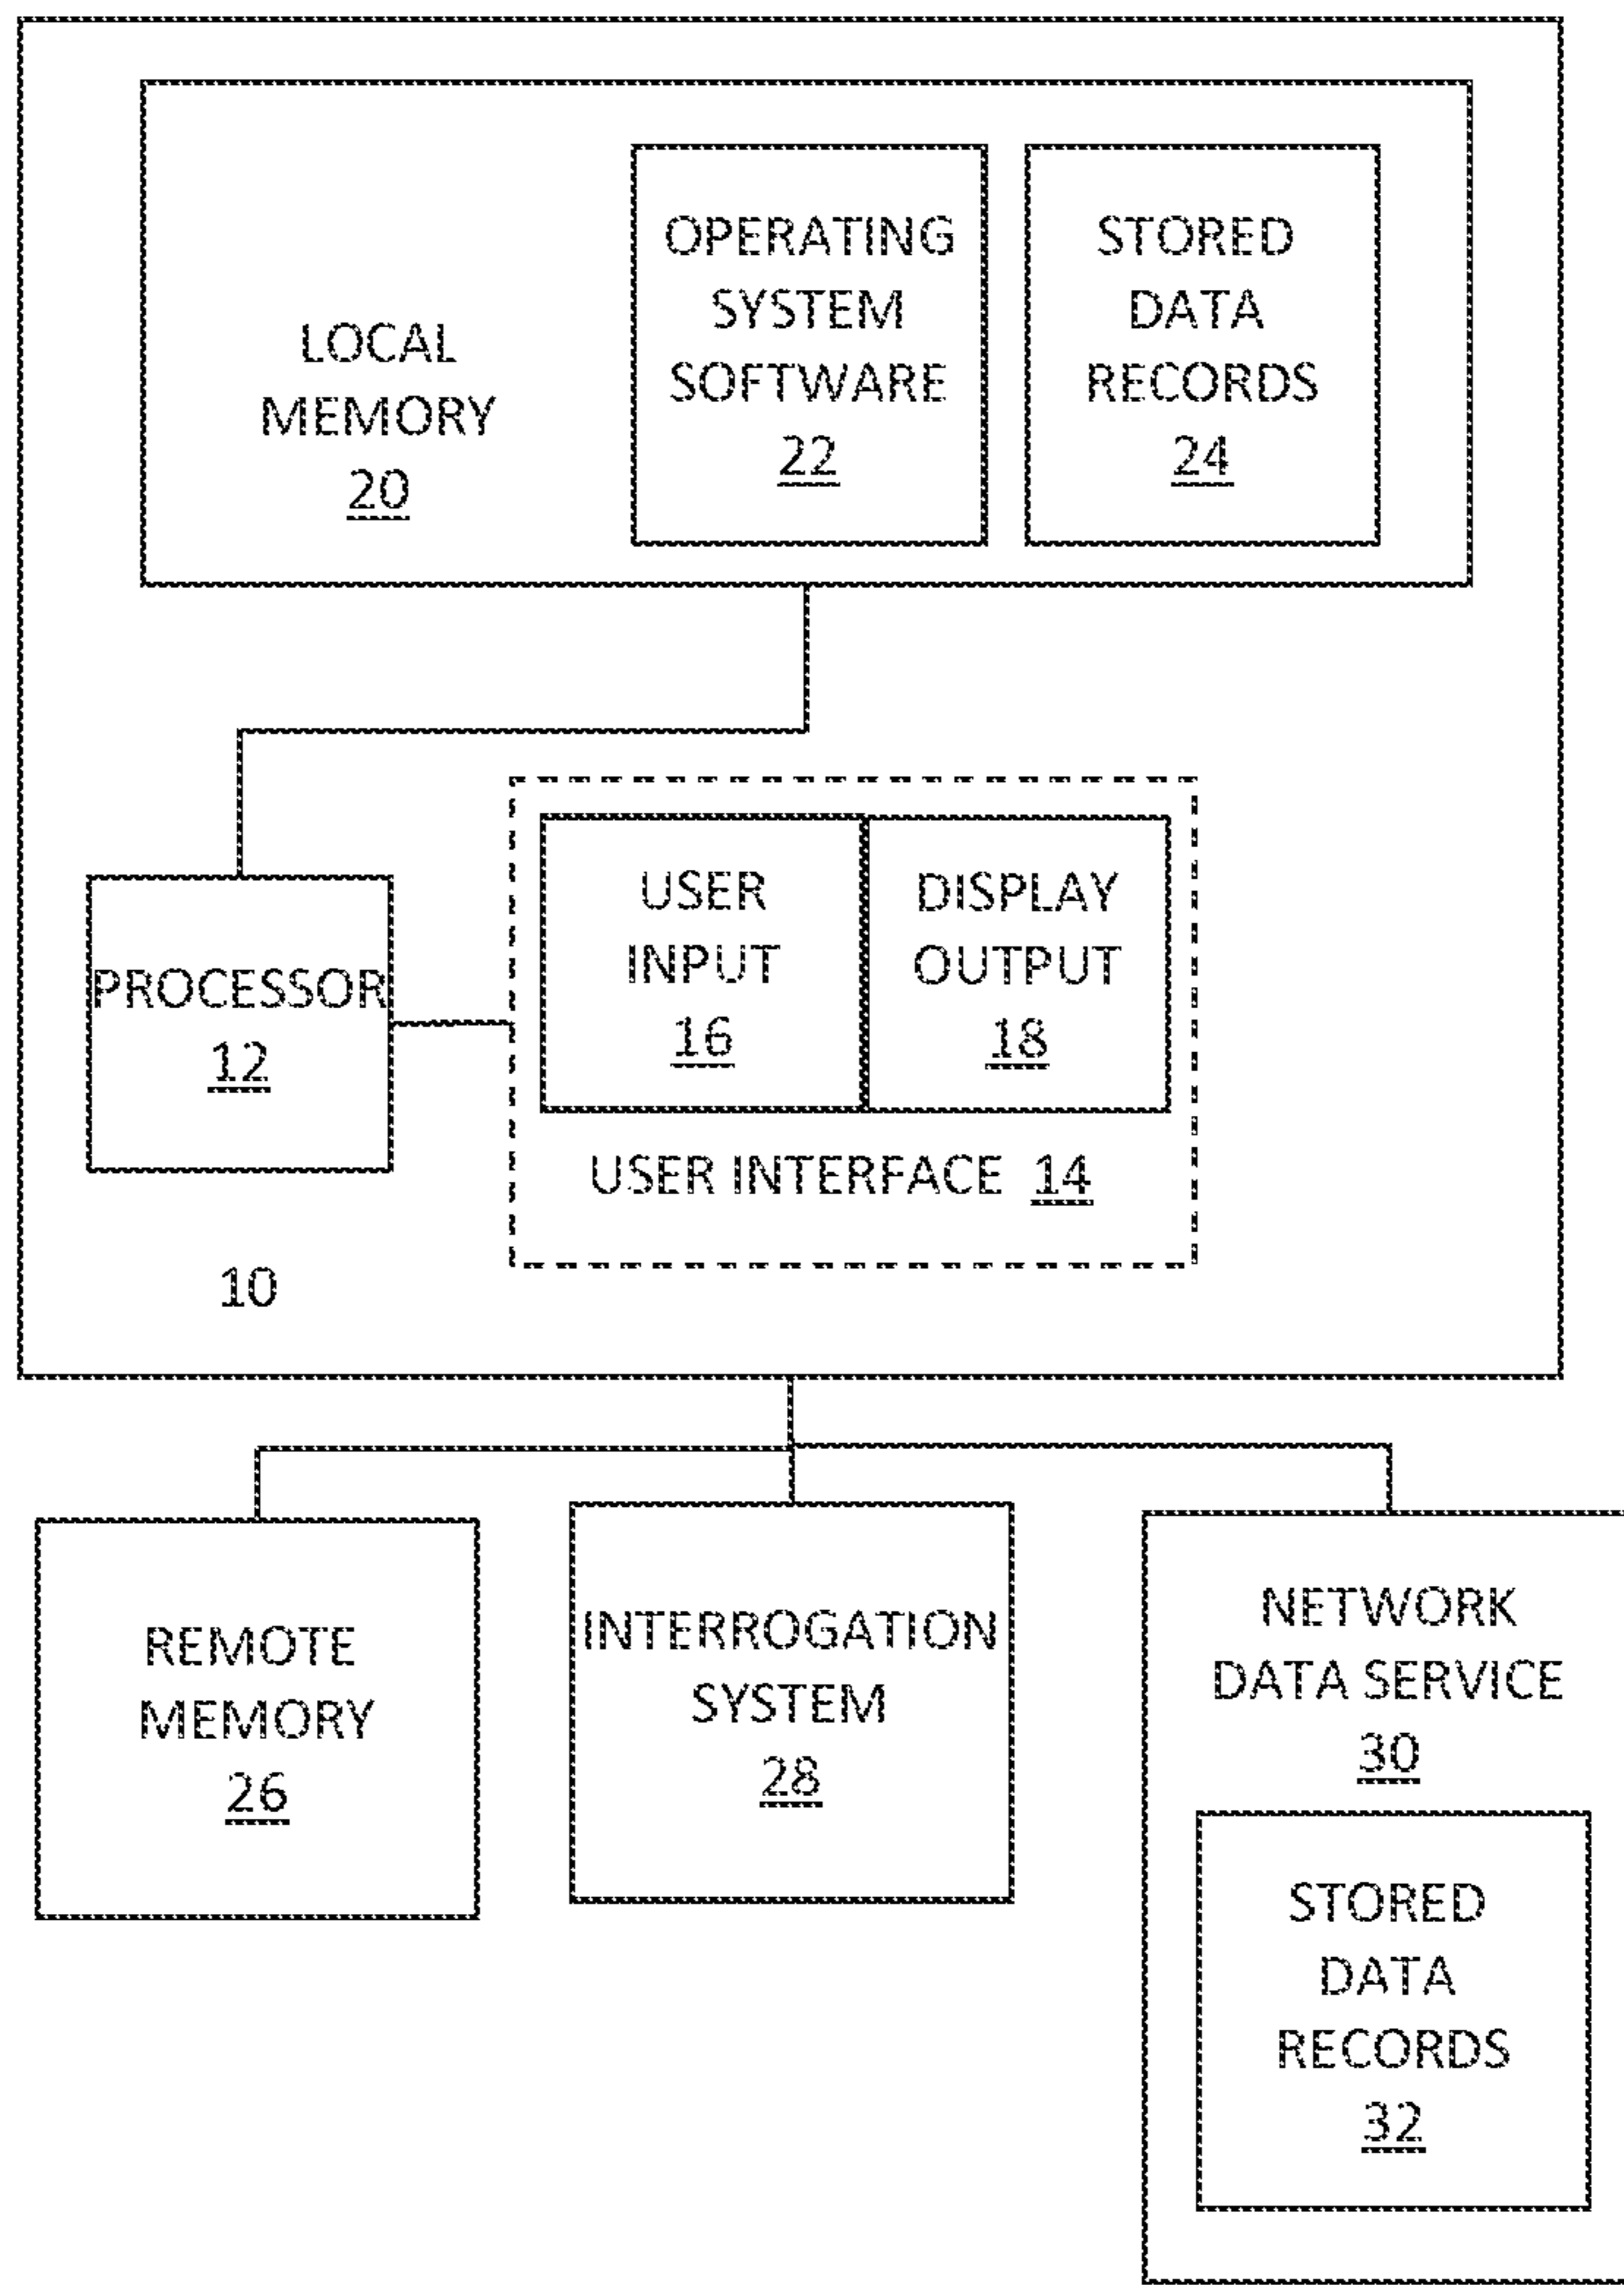 LOCAL
MEMORY
20
OPERATING
SYSTEM
SOFTWARE
22
STORED
DATA
RECORDS
24
PROCESSOR
12
USER
INPUT
16
DISPLAY
OUTPUT
18
USER INTERFACE 14
10
REMOTE
MEMORY
26
INTERROGATION
SYSTEM
28
NETWORK
DATA SERVICE
30
STORED
DATA
RECORDS
32